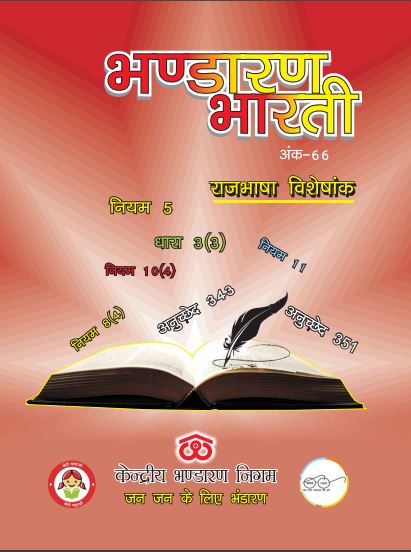 भण्डारण
भारती
अंक-66
राजभाषा विशेषांक
नियम 5
धारा 3(3)
नियम 11
नियम 10(4)
अनुच्छेद 343
अनुच्छेद 351
नियम 8(4)
केन्द्रीय भण्डारण निगम
जन जन के लिए भंडारण